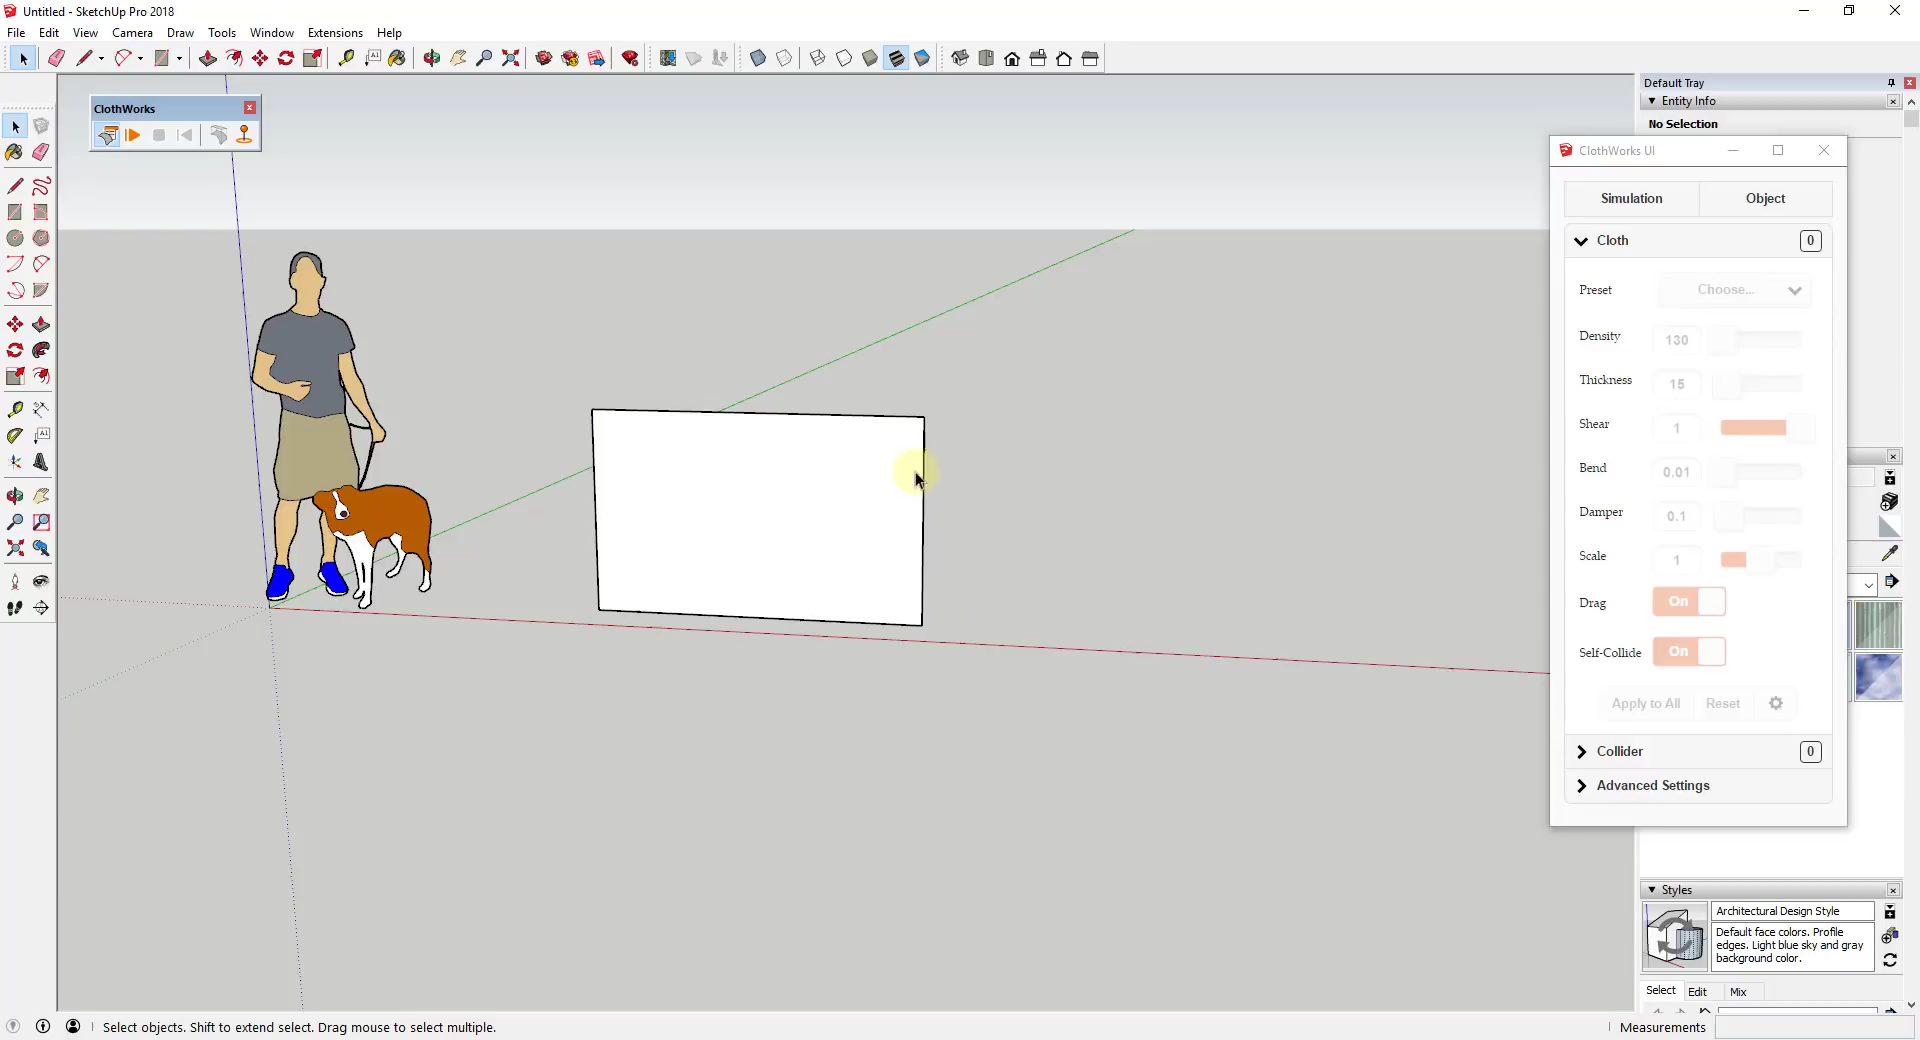 Untitled - SketchUp Pro 2018
File Edit View Camera Draw Tools Window Extensions Help
Default Tray
ClothWorks
Entity Info
No Selection
ClothWorks UI
Simulation Object
Cloth 0
Preset Choose...
Density 130
Thickness 15
Shear 1
Bend 0.01
Damper 0.1
Scale 1
Drag On
Self-Collide On
Apply to All Reset
Collider 0
Advanced Settings
Styles
Architectural Design Style
Default face colors. Profile
edges. Light blue sky and gray
background color.
Select Edit Mix
Select objects. Shift to extend select. Drag mouse to select multiple.
Measurements